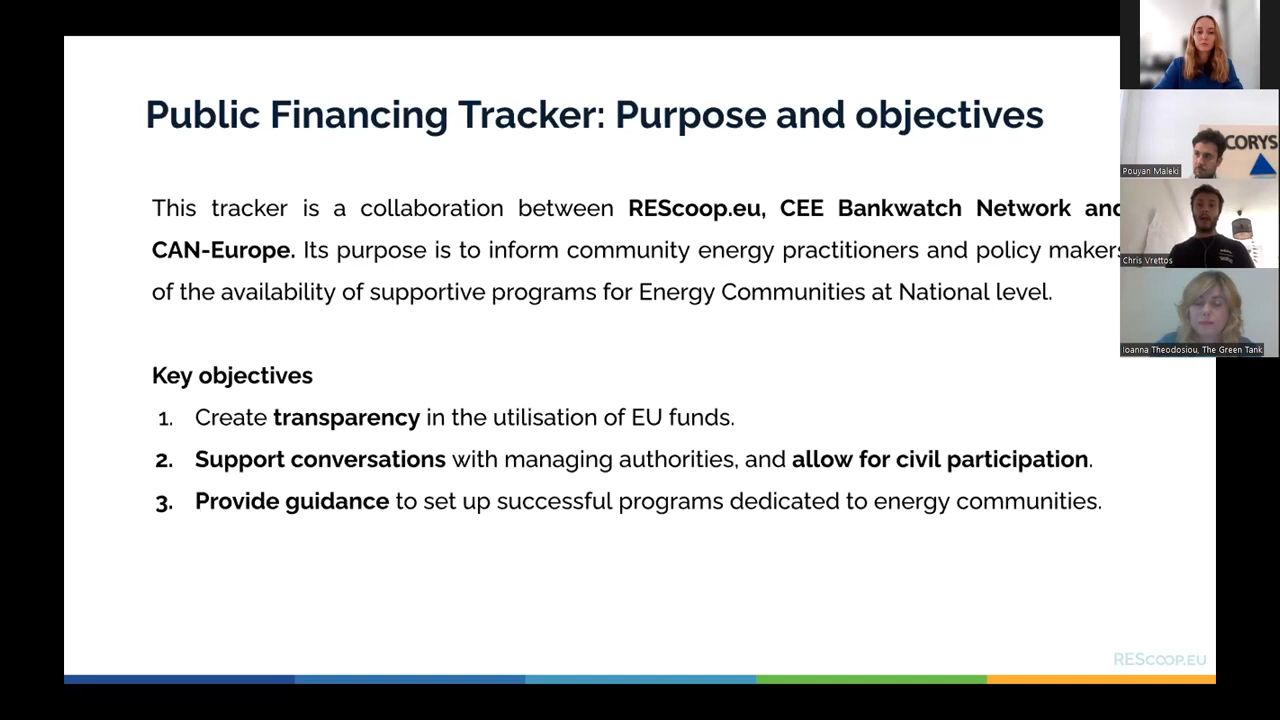 Public Financing Tracker: Purpose and objectives
This tracker is a collaboration between REScoop.eu, CEE Bankwatch Network and
CAN-Europe. Its purpose is to inform community energy practitioners and policy makers
of the availability of supportive programs for Energy Communities at National level.
Key objectives
1. Create transparency in the utilisation of EU funds.
2. Support conversations with managing authorities, and allow for civil participation.
3. Provide guidance to set up successful programs dedicated to energy communities.
REScoop.eu
CORYS
Pouyan Maleki
Chris Vrettos
Ioanna Theodosiou, The Green Tank